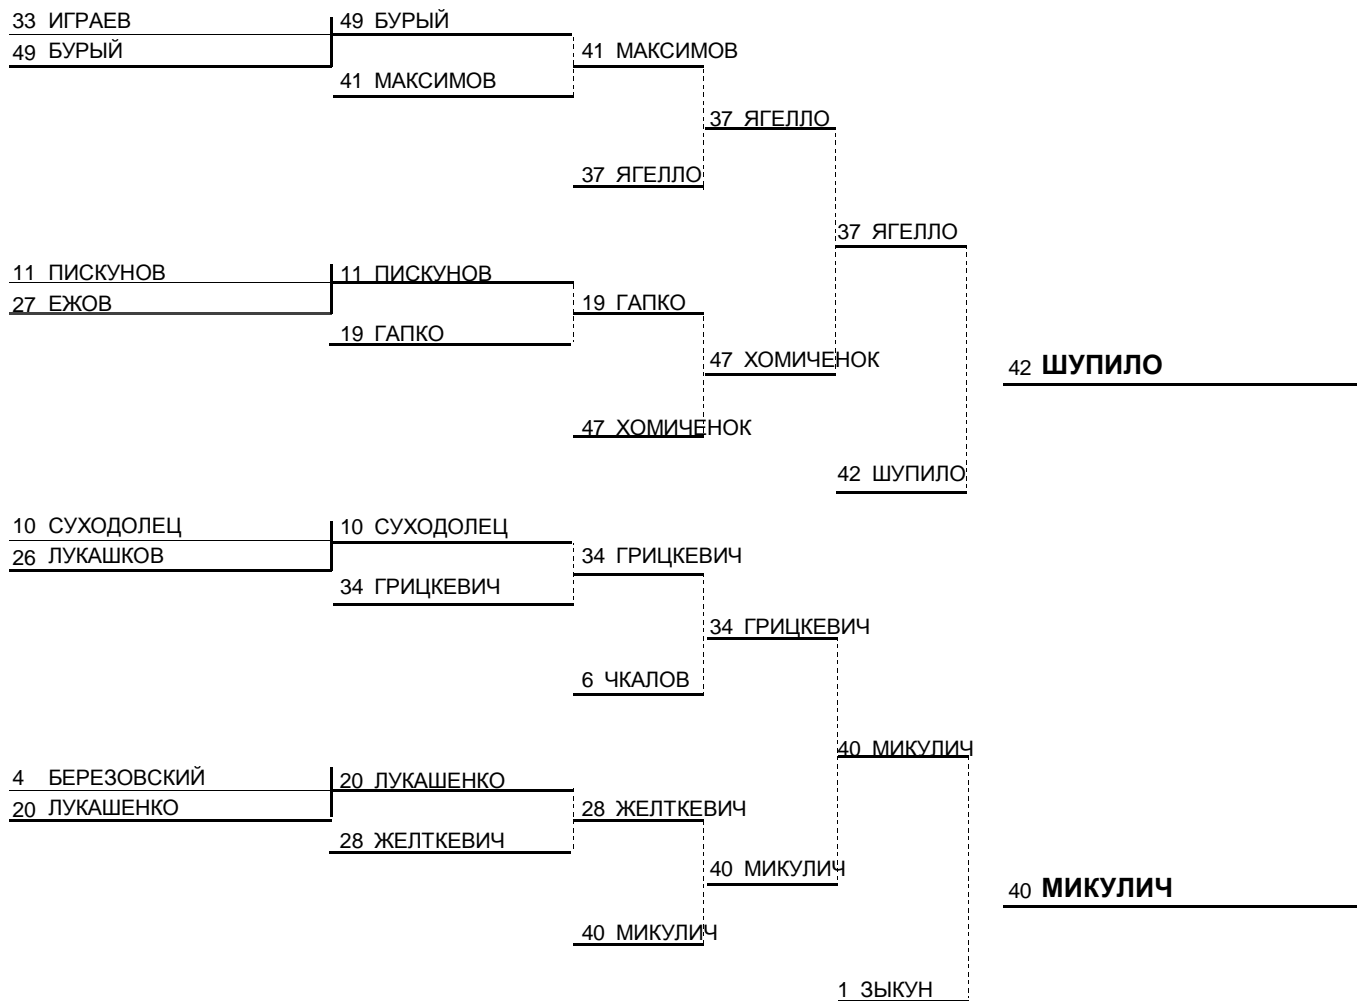 33 ИГРАЕВ
49 БУРЫЙ
49 БУРЫЙ
41 МАКСИМОВ
41 МАКСИМОВ
37 ЯГЕЛЛО
37 ЯГЕЛЛО
37 ЯГЕЛЛО
11 ПИСКУНОВ
11 ПИСКУНОВ
27 ЕЖОВ
19 ГАПКО
19 ГАПКО
47 ХОМИЧЕНОК
42 ШУПИЛО
47 ХОМИЧЕНОК
42 ШУПИЛО
10 СУХОДОЛЕЦ
10 СУХОДОЛЕЦ
26 ЛУКАШКОВ
34 ГРИЦКЕВИЧ
34 ГРИЦКЕВИЧ
34 ГРИЦКЕВИЧ
6 ЧКАЛОВ
40 МИКУЛИЧ
4 БЕРЕЗОВСКИЙ
20 ЛУКАШЕНКО
20 ЛУКАШЕНКО
28 ЖЕЛТКЕВИЧ
28 ЖЕЛТКЕВИЧ
40 МИКУЛИЧ
40 МИКУЛИЧ
40 МИКУЛИЧ
1 ЗЫКУН